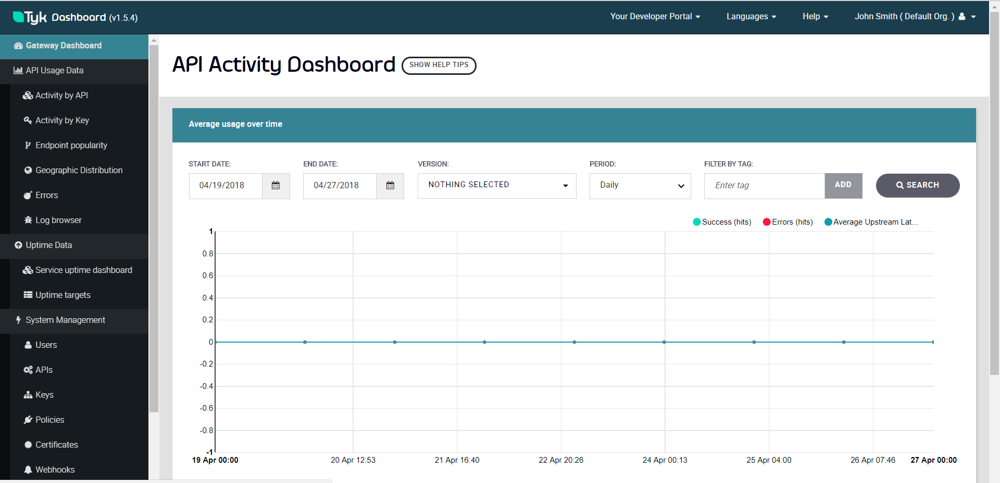 Tyk Dashboard (v1.5.4)
Your Developer Portal
Languages
Help
John Smith ( Default Org. )
Gateway Dashboard
API Usage Data
Activity by API
Activity by Key
Endpoint popularity
Geographic Distribution
Errors
Log browser
Uptime Data
Service uptime dashboard
Uptime targets
System Management
Users
APIs
Keys
Policies
Certificates
Webhooks
API Activity Dashboard
SHOW HELP TIPS
Average usage over time
START DATE:
04/19/2018
END DATE:
04/27/2018
VERSION:
NOTHING SELECTED
PERIOD:
Daily
FILTER BY TAG:
Enter tag
ADD
SEARCH
Success (hits)
Errors (hits)
Average Upstream Lat...
1
0.8
0.6
0.4
0.2
0
-0.2
-0.4
-0.6
-0.8
-1
19 Apr 00:00
20 Apr 12:53
21 Apr 16:40
22 Apr 20:26
24 Apr 00:13
25 Apr 04:00
26 Apr 07:46
27 Apr 00:00